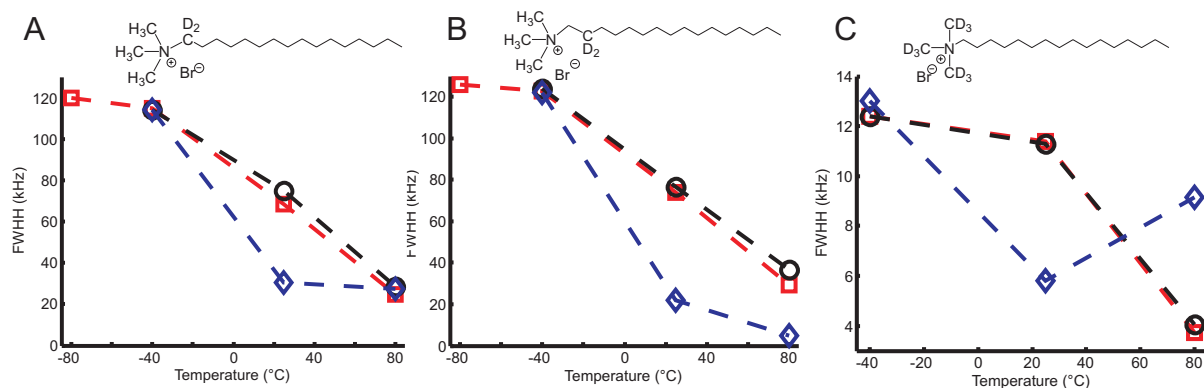 A
B
C
D2
H3C
H3C
N
⊕
H3C
Br⊖
H3C
H3C
N
⊕
D2
H3C
Br⊖
CD3
D3C
N
⊕
Br⊖
CD3
FWHH (kHz)
120
100
80
60
40
20
0
-80
-40
0
40
80
Temperature (°C)
FWHH (kHz)
120
100
80
60
40
20
0
-80
-40
0
40
80
Temperature (°C)
FWHH (kHz)
14
12
10
8
6
4
-40
-20
0
20
40
60
80
Temperature (°C)